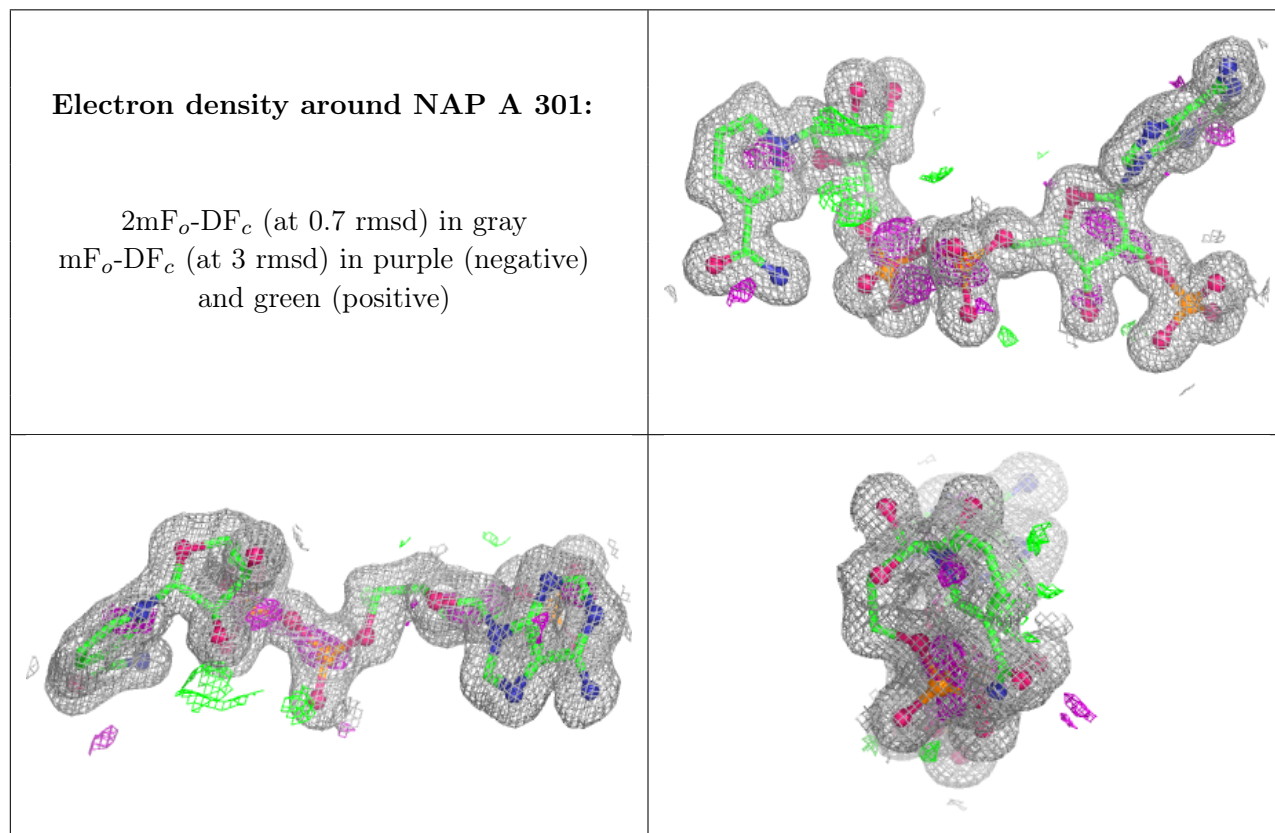 Electron density around NAP A 301:
2mFo-DFc (at 0.7 rmsd) in gray
mFo-DFc (at 3 rmsd) in purple (negative)
and green (positive)